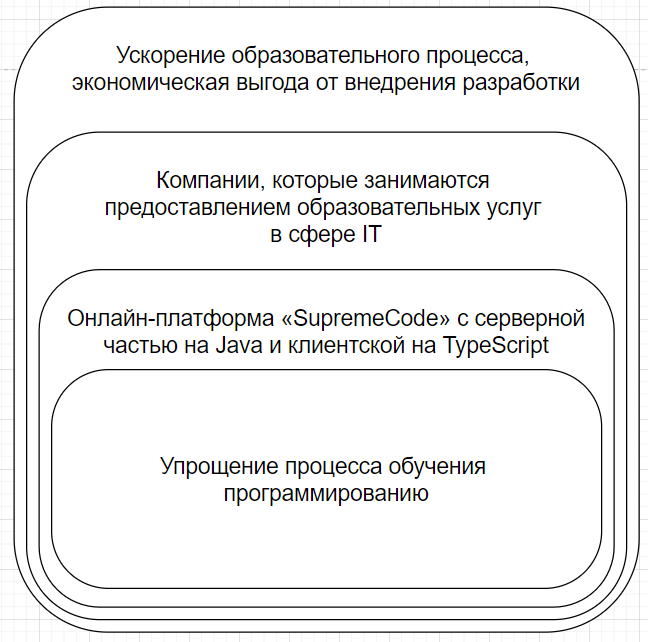 Ускорение образовательного процесса,
экономическая выгода от внедрения разработки
Компании, которые занимаются
предоставлением образовательных услуг
в сфере IT
Онлайн-платформа «SupremeCode» с серверной
частью на Java и клиентской на TypeScript
Упрощение процесса обучения
программированию